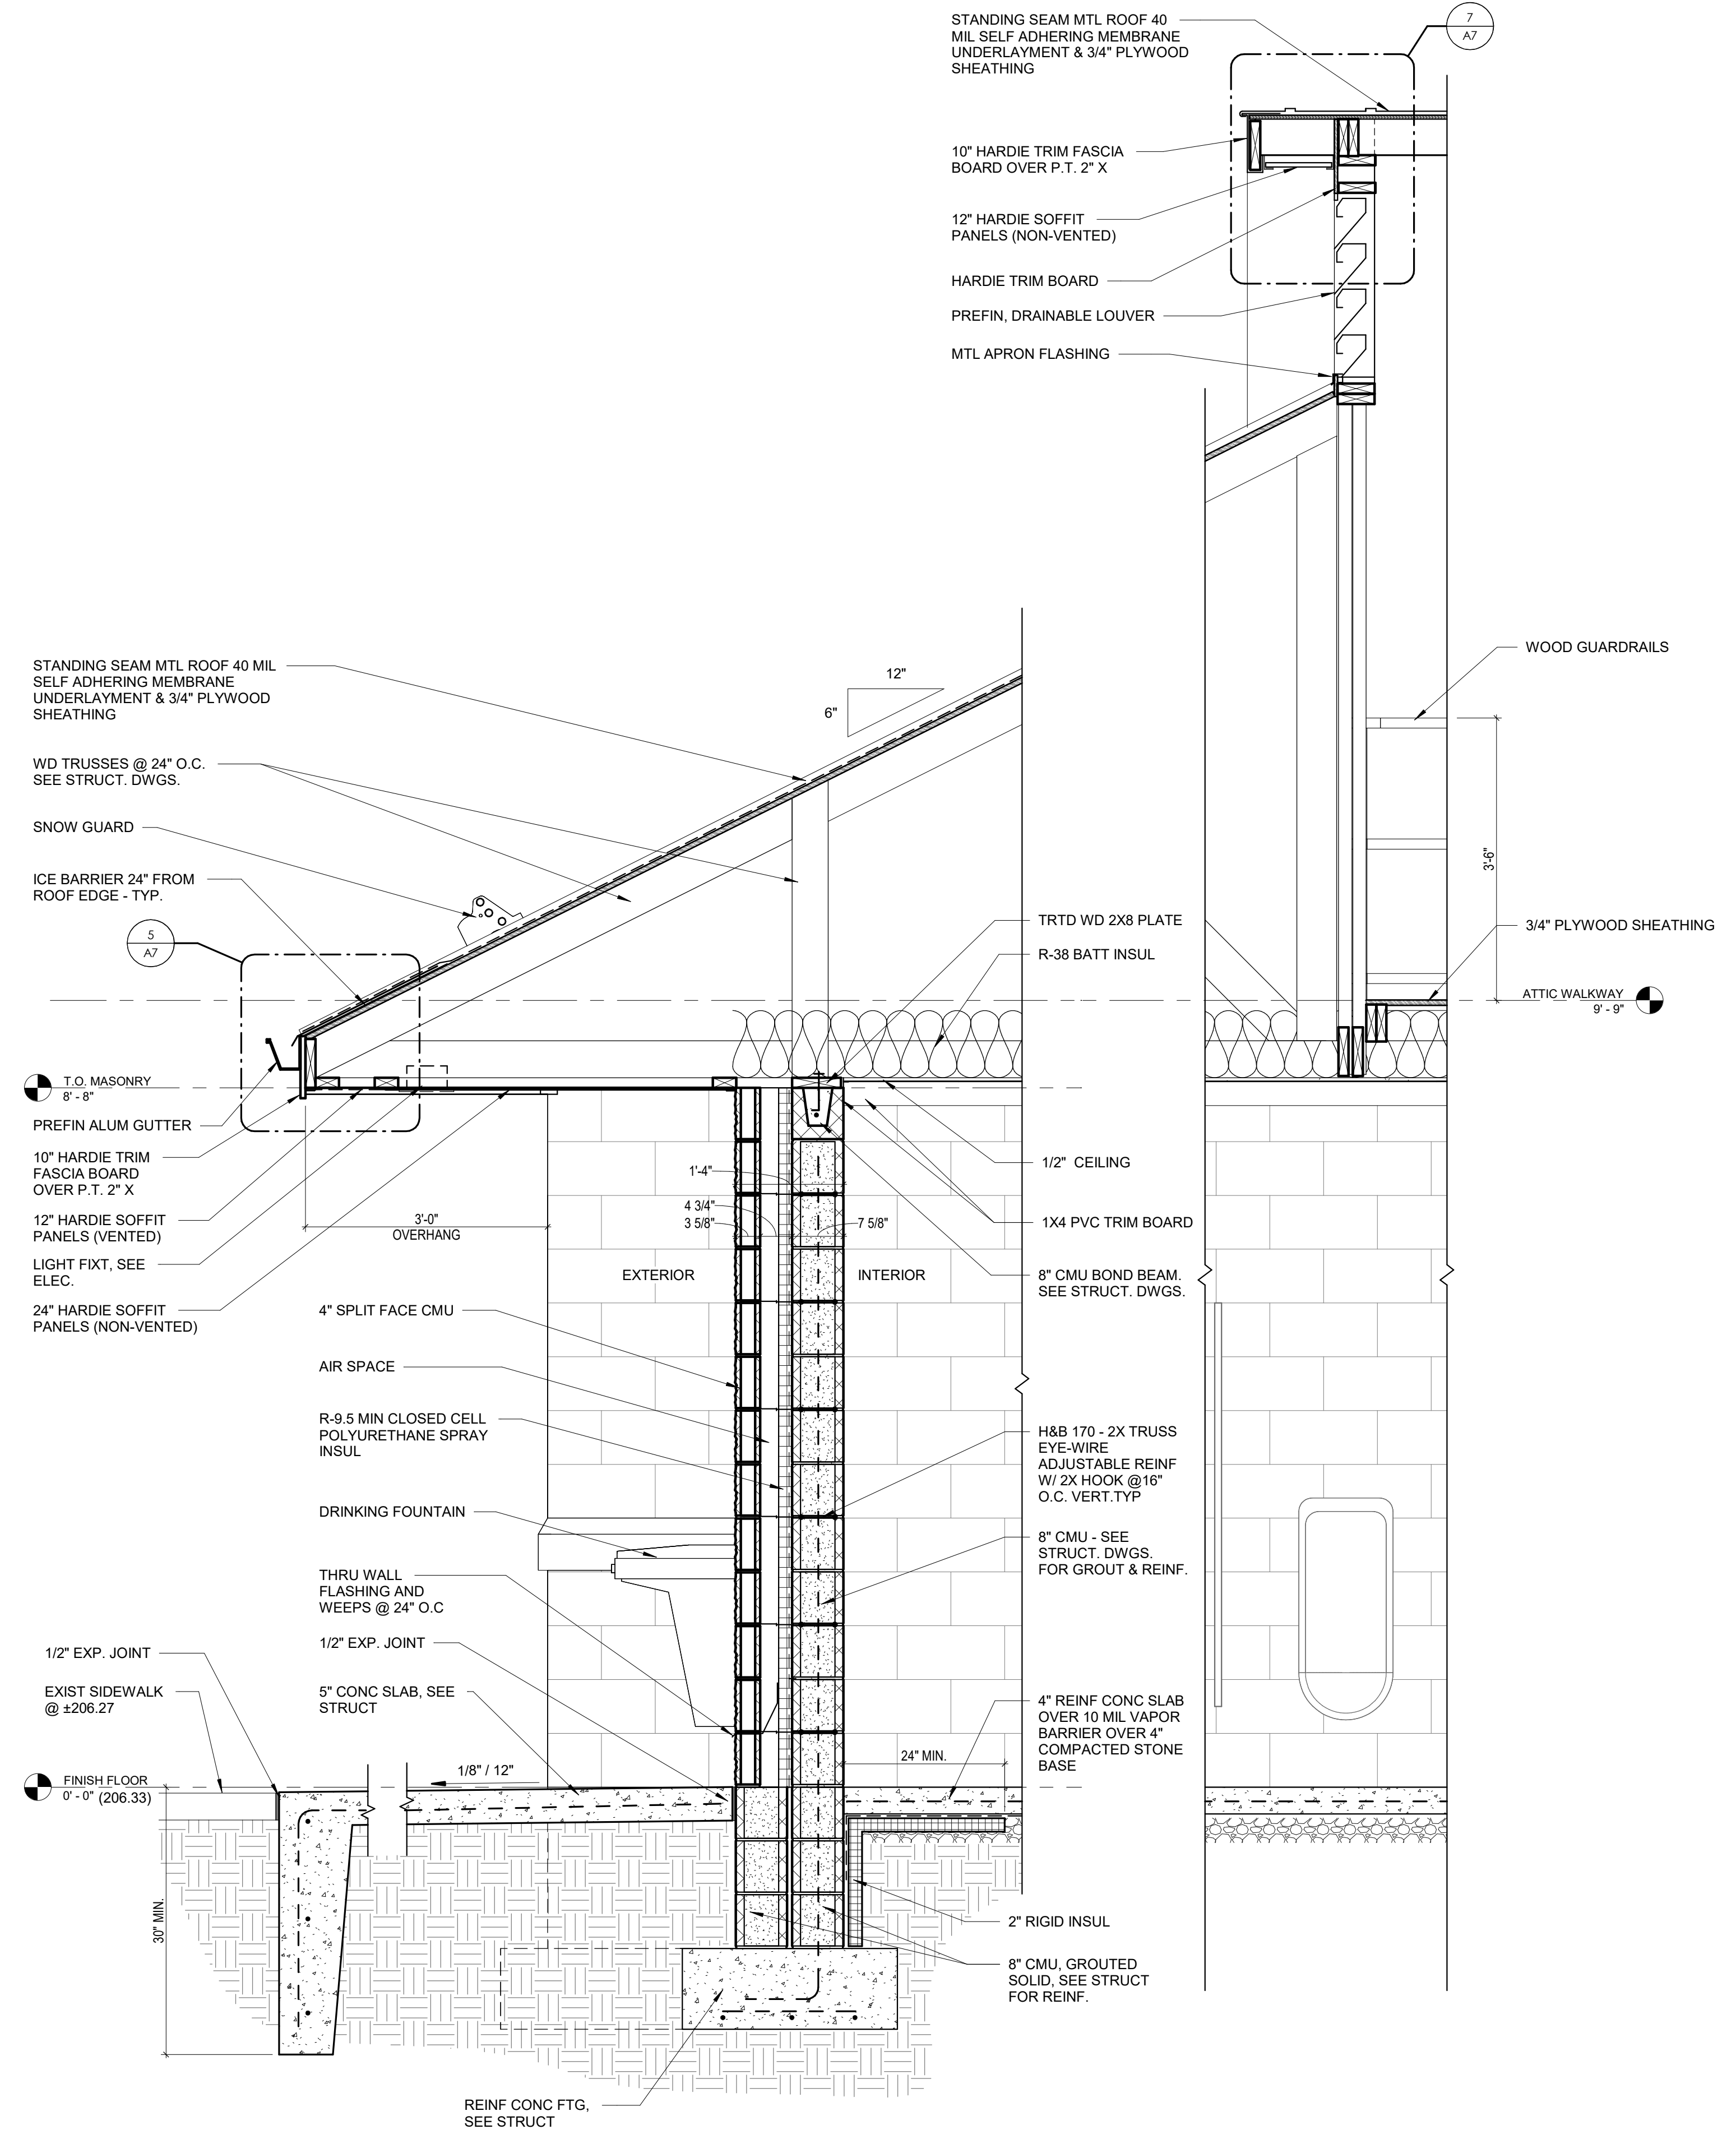 STANDING SEAM MTL ROOF 40
MIL SELF ADHERING MEMBRANE
UNDERLAYMENT & 3/4" PLYWOOD
SHEATHING
7
A7
10" HARDIE TRIM FASCIA
BOARD OVER P.T. 2" X
12" HARDIE SOFFIT
PANELS (NON-VENTED)
HARDIE TRIM BOARD
PREFIN, DRAINABLE LOUVER
MTL APRON FLASHING
WOOD GUARDRAILS
3'-6"
3/4" PLYWOOD SHEATHING
ATTIC WALKWAY
9' - 9"
STANDING SEAM MTL ROOF 40 MIL
SELF ADHERING MEMBRANE
UNDERLAYMENT & 3/4" PLYWOOD
SHEATHING
12"
6"
WD TRUSSES @ 24" O.C.
SEE STRUCT. DWGS.
SNOW GUARD
ICE BARRIER 24" FROM
ROOF EDGE - TYP.
5
A7
TRTD WD 2X8 PLATE
R-38 BATT INSUL
T.O. MASONRY
8' - 8"
PREFIN ALUM GUTTER
10" HARDIE TRIM
FASCIA BOARD
OVER P.T. 2" X
12" HARDIE SOFFIT
PANELS (VENTED)
LIGHT FIXT, SEE
ELEC.
24" HARDIE SOFFIT
PANELS (NON-VENTED)
3'-0"
OVERHANG
1'-4"
4 3/4"
3 5/8"
7 5/8"
EXTERIOR
INTERIOR
1/2"  CEILING
1X4 PVC TRIM BOARD
8" CMU BOND BEAM.
SEE STRUCT. DWGS.
4" SPLIT FACE CMU
AIR SPACE
R-9.5 MIN CLOSED CELL
POLYURETHANE SPRAY
INSUL
DRINKING FOUNTAIN
THRU WALL
FLASHING AND
WEEPS @ 24" O.C
1/2" EXP. JOINT
5" CONC SLAB, SEE
STRUCT
H&B 170 - 2X TRUSS
EYE-WIRE
ADJUSTABLE REINF
W/ 2X HOOK @16"
O.C. VERT.TYP
8" CMU - SEE
STRUCT. DWGS.
FOR GROUT & REINF.
4" REINF CONC SLAB
OVER 10 MIL VAPOR
BARRIER OVER 4"
COMPACTED STONE
BASE
1/2" EXP. JOINT
EXIST SIDEWALK
@ ±206.27
FINISH FLOOR
0' - 0" (206.33)
1/8" / 12"
24" MIN.
30" MIN.
2" RIGID INSUL
8" CMU, GROUTED
SOLID, SEE STRUCT
FOR REINF.
REINF CONC FTG,
SEE STRUCT